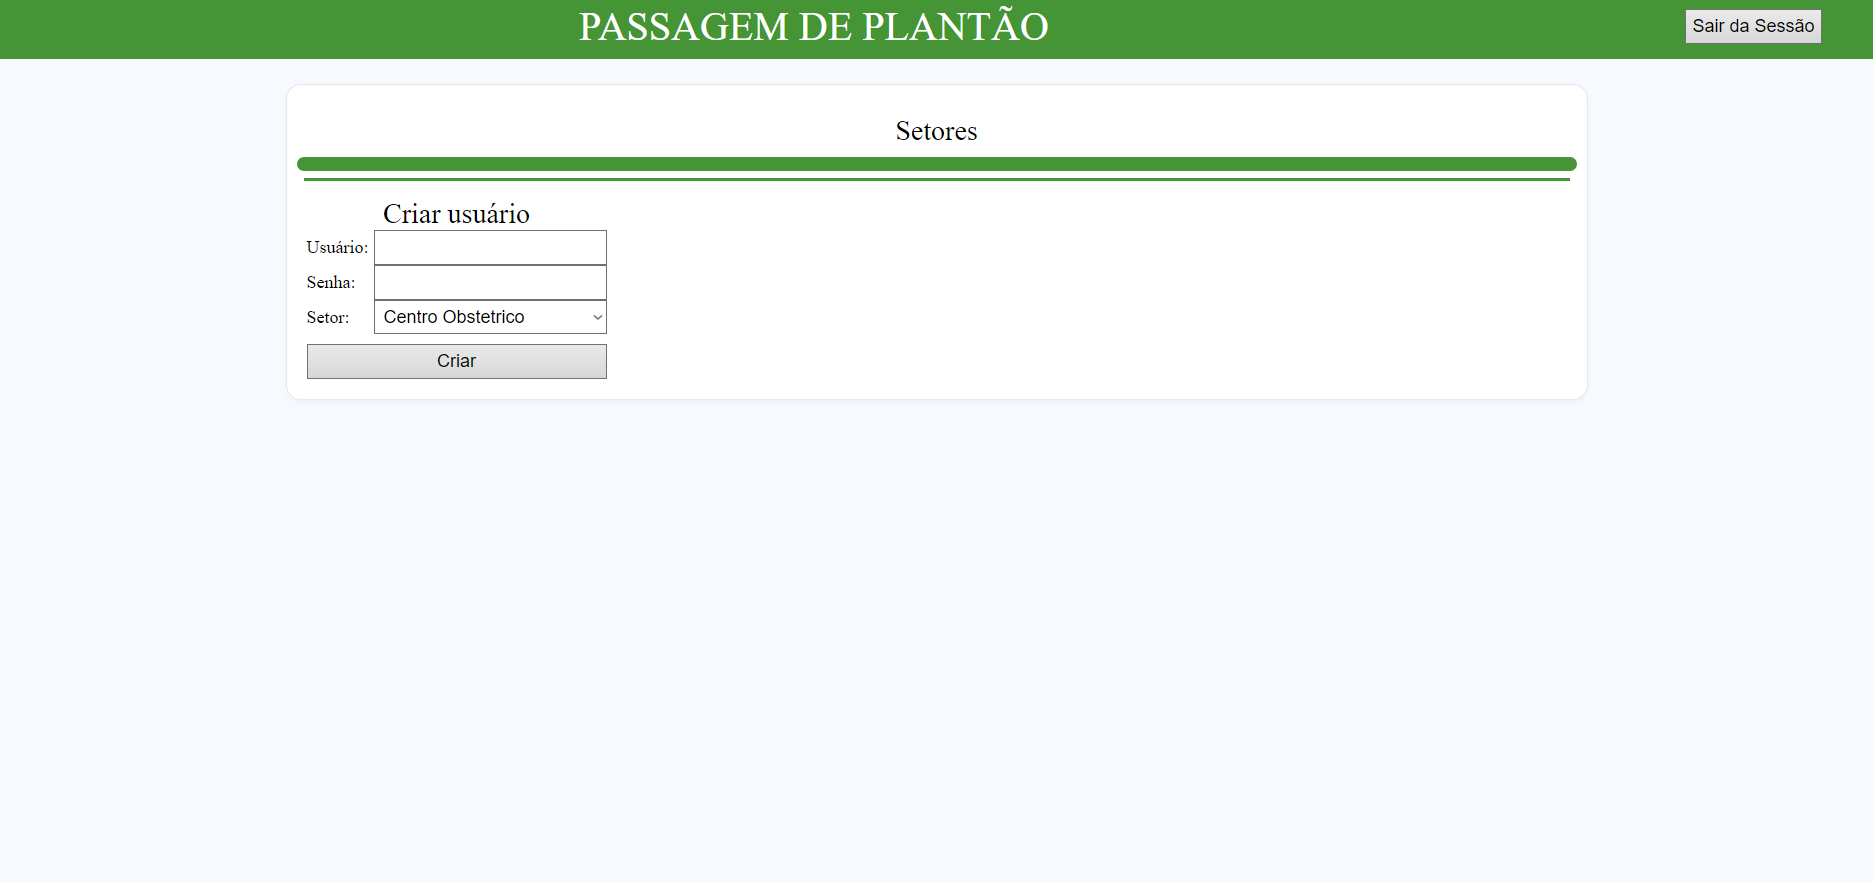 PASSAGEM DE PLANTÃO
Sair da Sessão
Setores
Criar usuário
Usuário:
Senha:
Setor: Centro Obstetrico
Criar